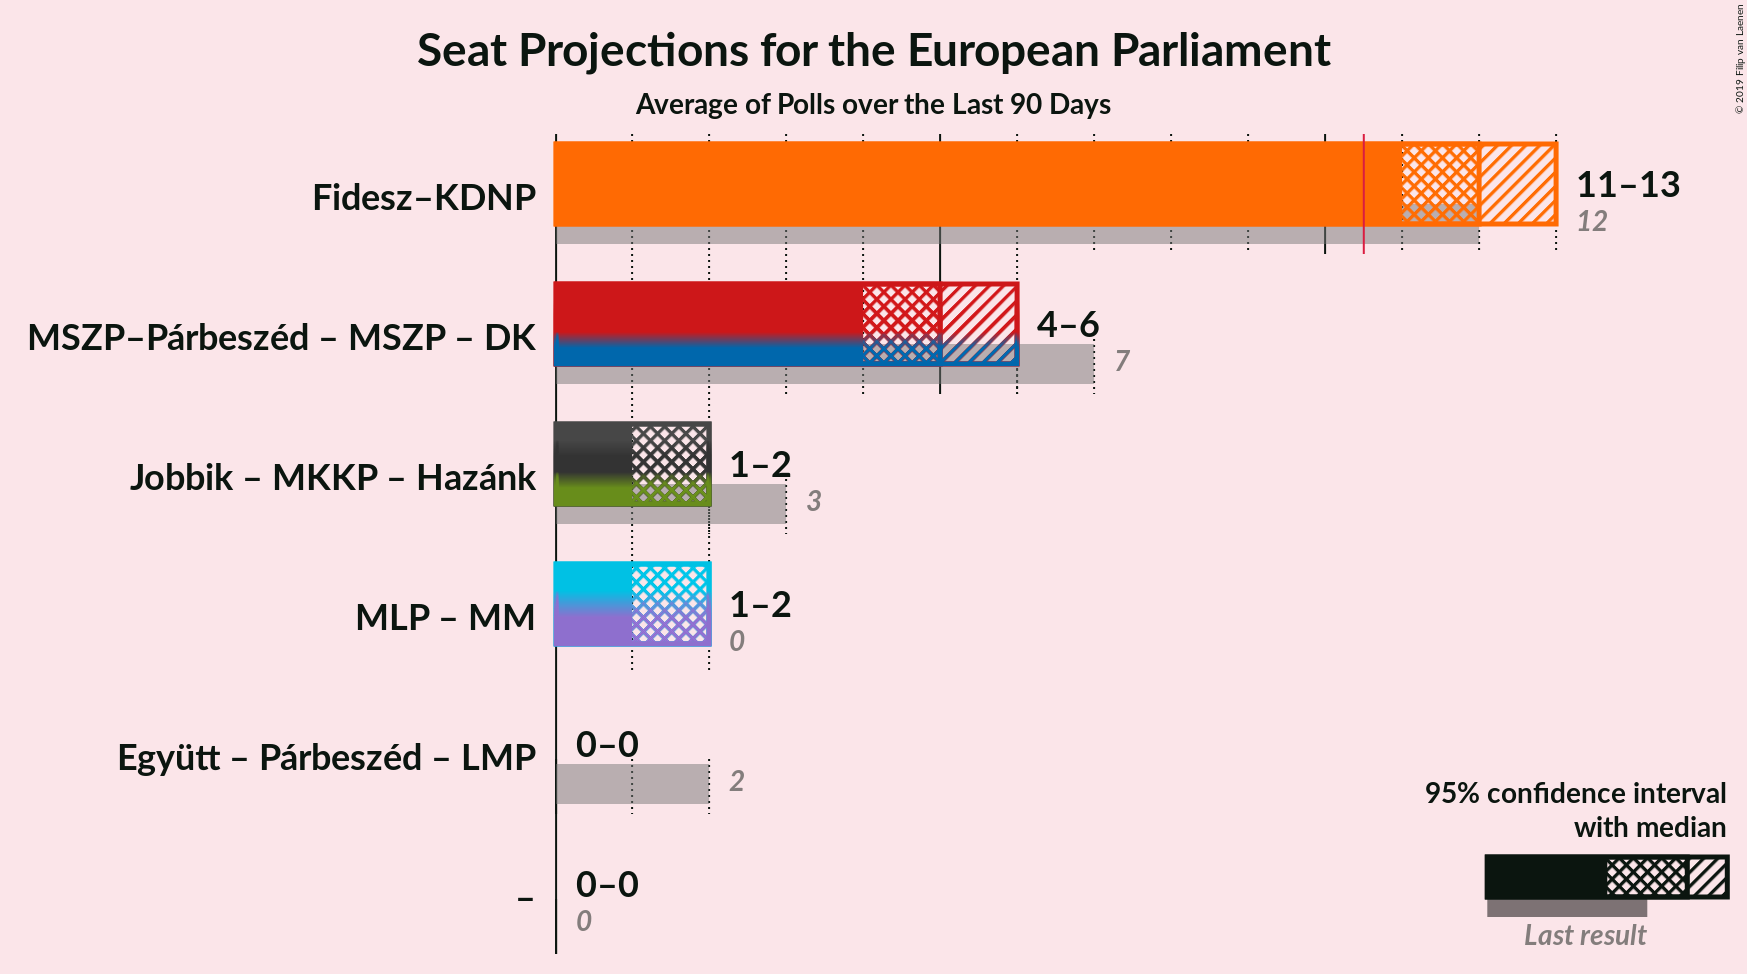 Seat Projections for the European Parliament
Average of Polls over the Last 90 Days
© 2019 Filip van Laenen
Fidesz–KDNP
11–13
12
MSZP–Párbeszéd – MSZP – DK
4–6
7
Jobbik – MKKP – Hazánk
1–2
3
MLP – MM
1–2
0
Együtt – Párbeszéd – LMP
0–0
2
–
0–0
0
95% confidence interval
with median
Last result